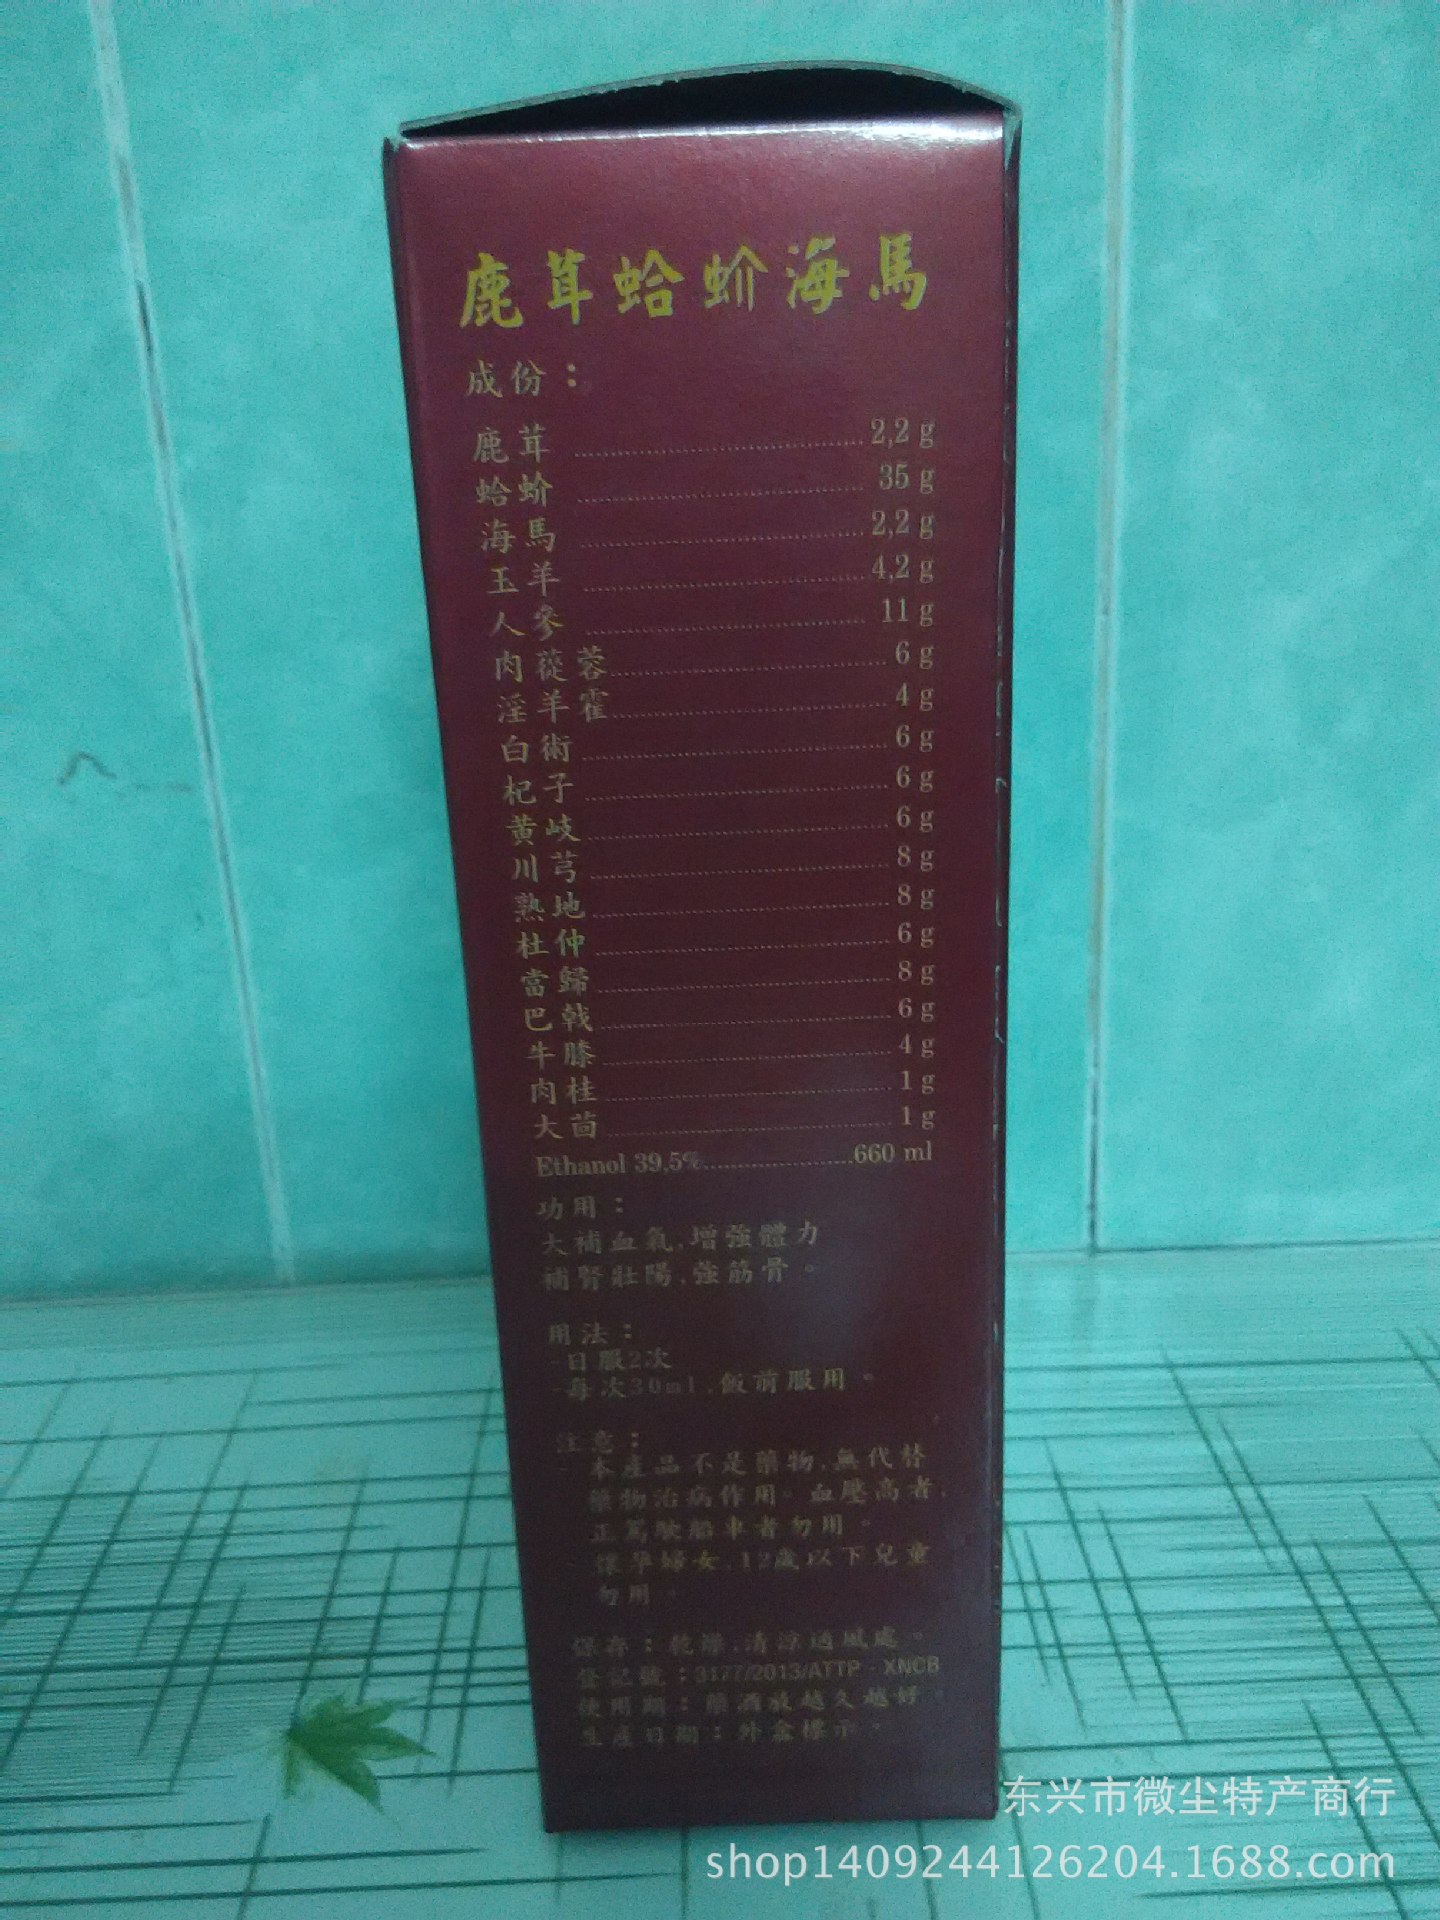 鹿茸蛤蚧海馬
成份：
鹿茸 2,2 g
蛤蚧 35 g
海馬 2,2 g
玉羊 4,2 g
人參 11 g
肉蓯蓉 6 g
淫羊霍 4 g
白術 6 g
杞子 6 g
黃岐 6 g
川芎 8 g
熟地 8 g
杜仲 6 g
當歸 8 g
巴戟 6 g
牛膝 4 g
肉桂 1 g
大茴 1 g
Ethanol 39,5% 660 ml
功用：
大補血氣,增強體力
補腎壯陽,強筋骨。
用法：
-日服2次
-每次30ml,飯前服用。
注意：
本產品不是藥物,無代替
藥物治病作用。血壓高者,
正駕駛船車者勿用。
懷孕婦女,12歲以下兒童
勿用。
保存：乾燥,清涼通風處。
登記號：3177/2013/ATTP - XNCB
使用期：藥酒放越久越好。
生產日期：外盒標示。
东兴市微尘特产商行
shop1409244126204.1688.com